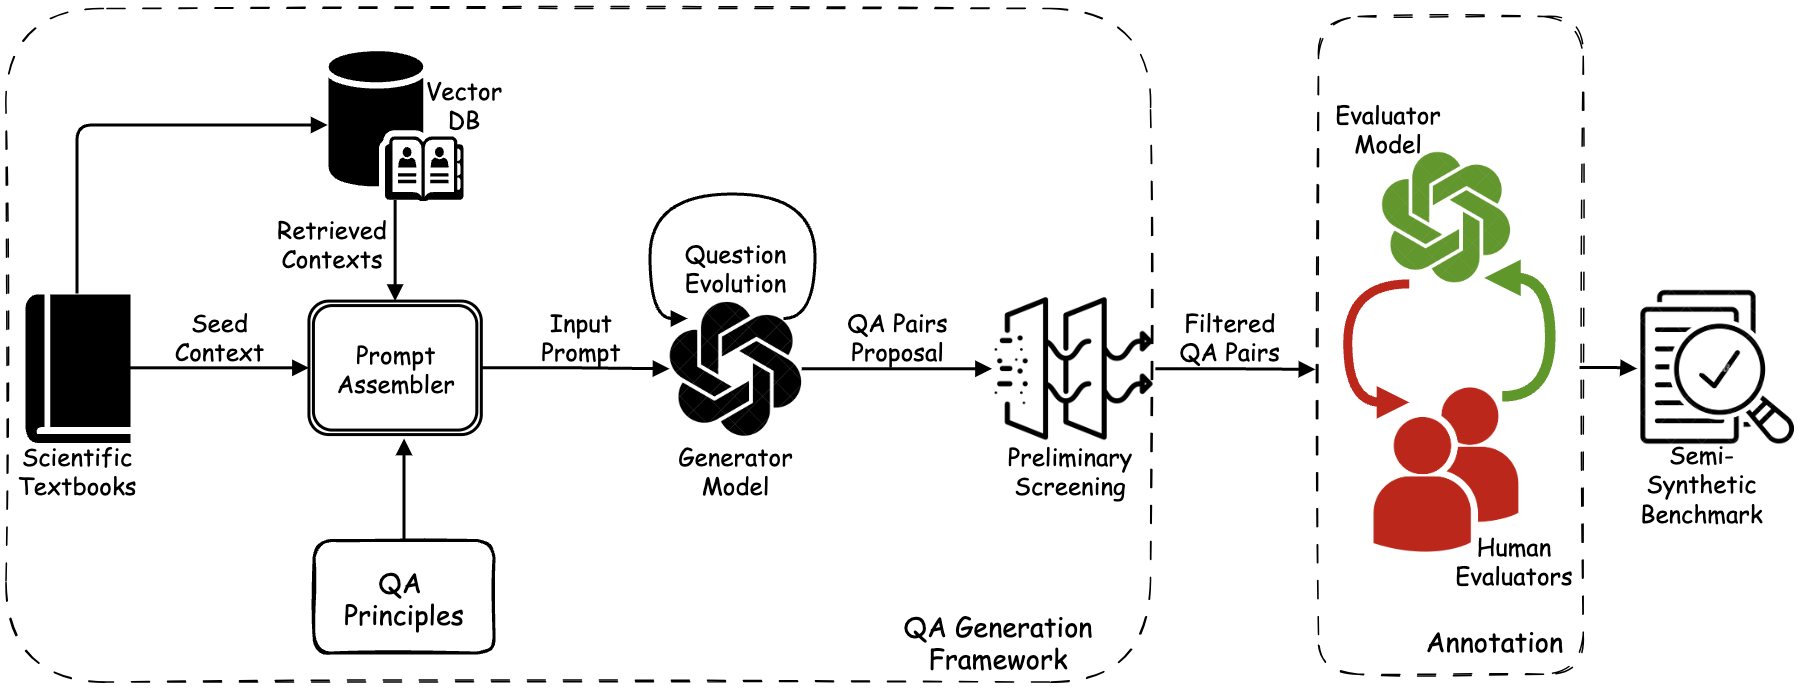 Vector
DB
Retrieved
Contexts
Seed
Context
Scientific
Textbooks
Prompt
Assembler
QA
Principles
Input
Prompt
Question
Evolution
Generator
Model
QA Pairs
Proposal
Preliminary
Screening
QA Generation
Framework
Filtered
QA Pairs
Evaluator
Model
Human
Evaluators
Annotation
Semi-
Synthetic
Benchmark